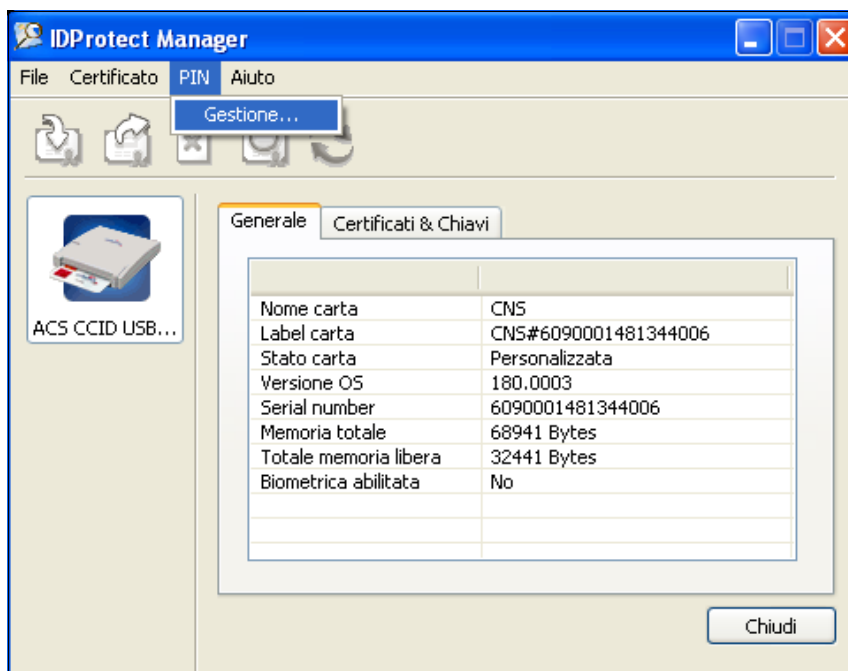 IDProtect Manager
File Certificato PIN Aiuto
Gestione...
ACS CCID USB...
Generale Certificati & Chiavi
Nome carta CNS
Label carta CNS#6090001481344006
Stato carta Personalizzata
Versione OS 180.0003
Serial number 6090001481344006
Memoria totale 68941 Bytes
Totale memoria libera 32441 Bytes
Biometrica abilitata No
Chiudi